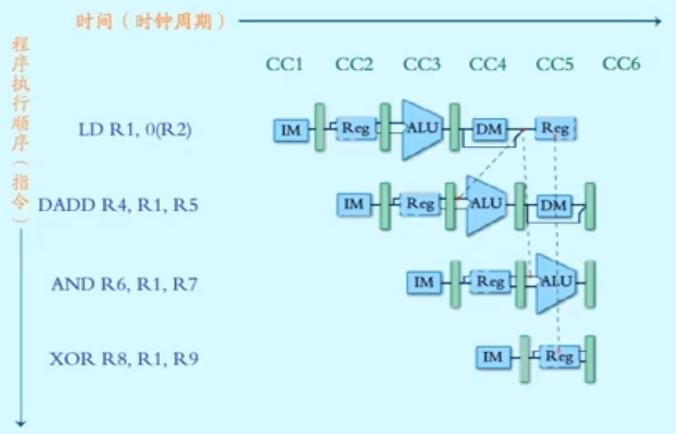 时间（时钟周期）
程序执行顺序（指令）
CC1 CC2 CC3 CC4 CC5 CC6
LD R1, 0(R2) IM Reg ALU DM Reg
DADD R4, R1, R5 IM Reg ALU DM
AND R6, R1, R7 IM Reg ALU
XOR R8, R1, R9 IM Reg